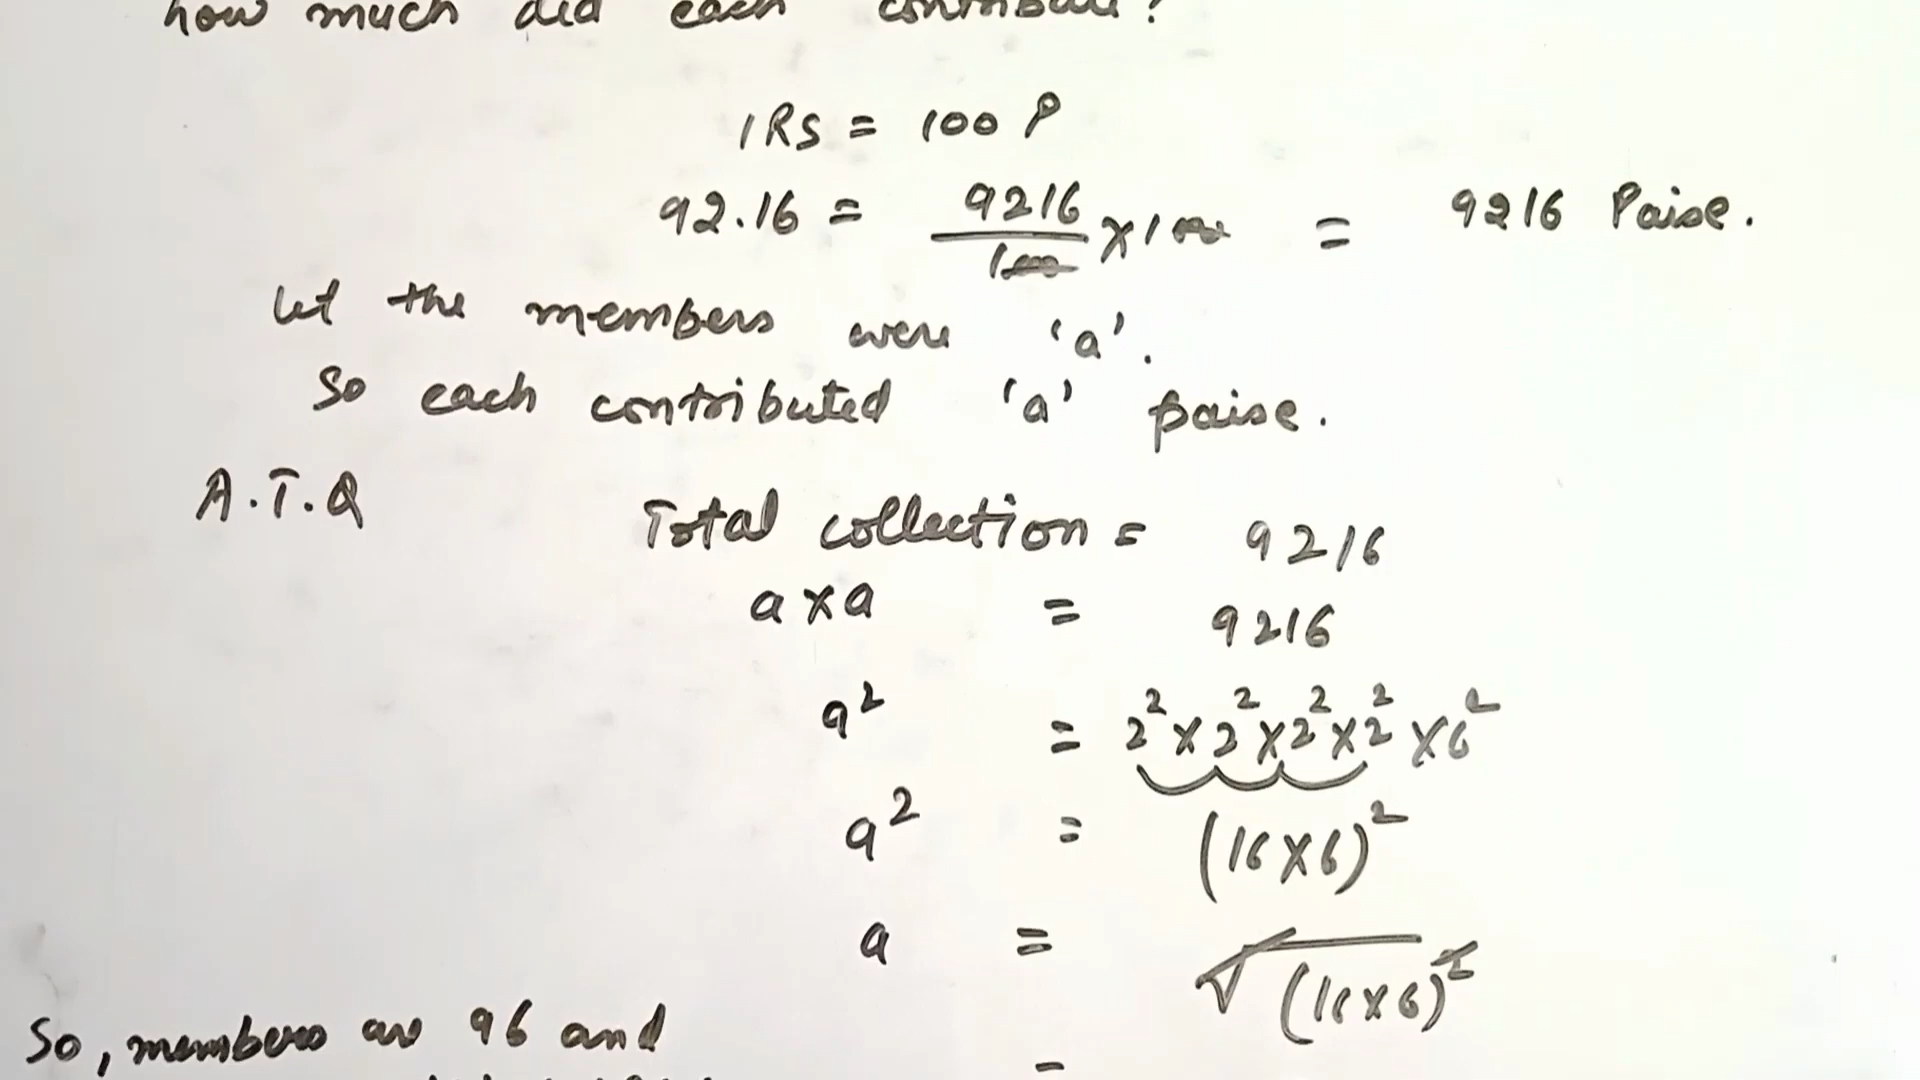 how much did each contribute?
1RS = 100 P
92.16 = 9216/100 × 100 = 9216 Paise.
let the members were 'a'.
So each contributed 'a' paise.
A.T.Q Total collection = 9216
a×a = 9216
a² = 2²×2²×2²×2²×6²
a² = (16×6)²
a = √(16×6)²
So, members are 96 and
=